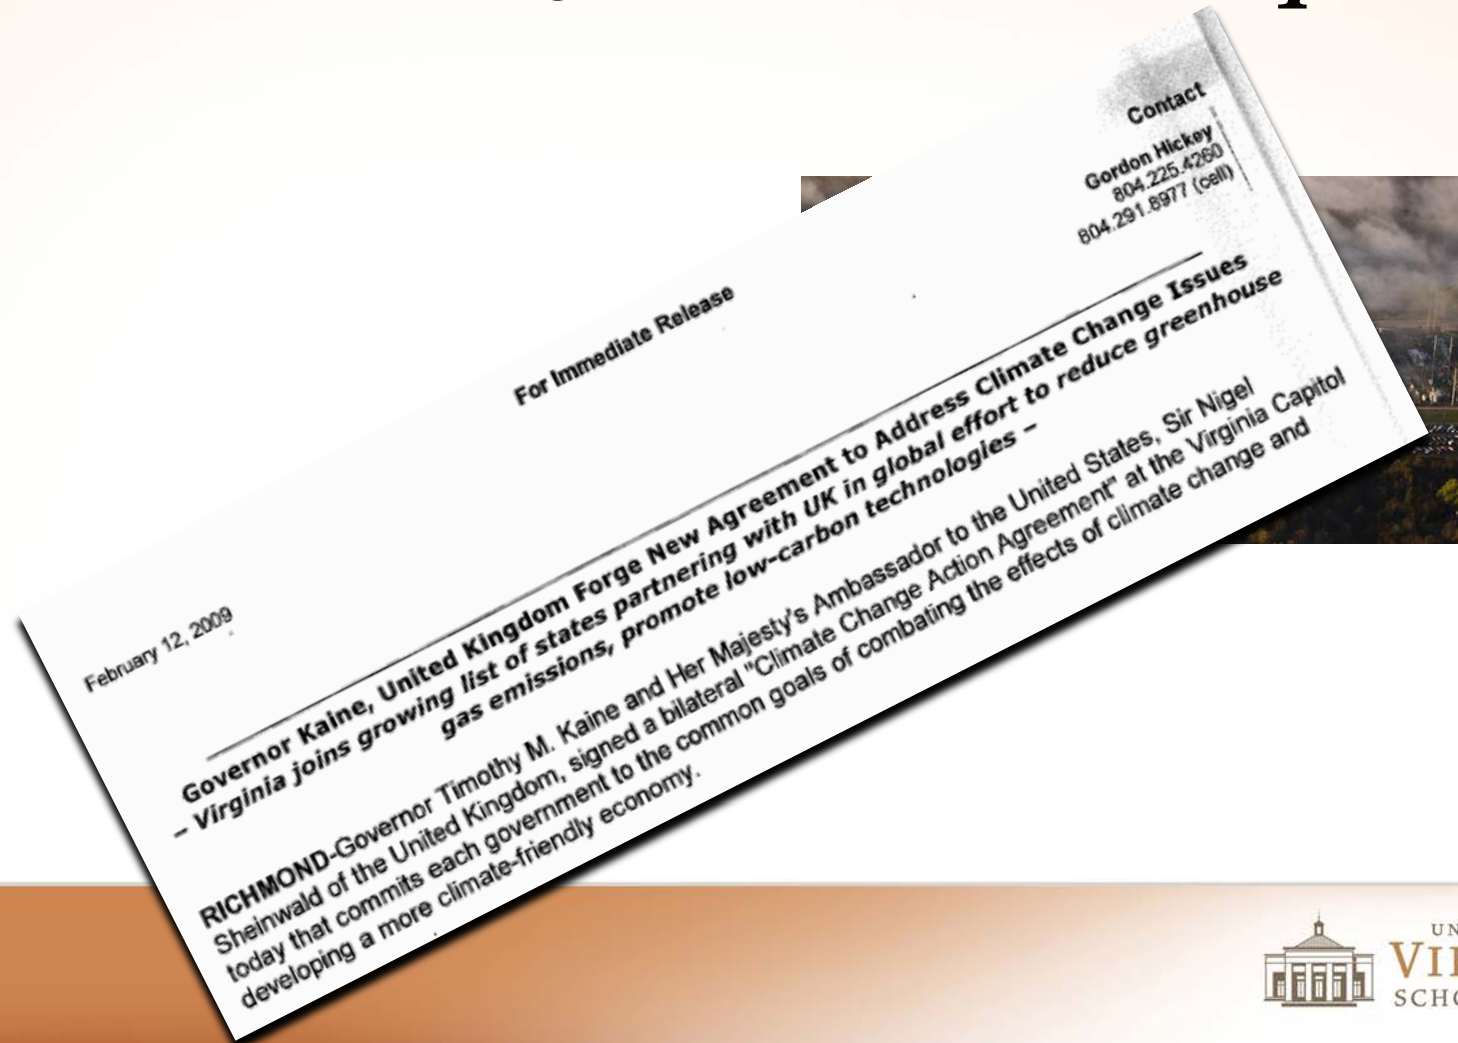 Contact
Gordon Hickey
804.225.4260
804.291.8977 (cell)
For Immediate Release
February 12, 2009
Governor Kaine, United Kingdom Forge New Agreement to Address Climate Change Issues
– Virginia joins growing list of states partnering with UK in global effort to reduce greenhouse
gas emissions, promote low-carbon technologies –
RICHMOND-Governor Timothy M. Kaine and Her Majesty's Ambassador to the United States, Sir Nigel
Sheinwald of the United Kingdom, signed a bilateral "Climate Change Action Agreement" at the Virginia Capitol
today that commits each government to the common goals of combating the effects of climate change and
developing a more climate-friendly economy.